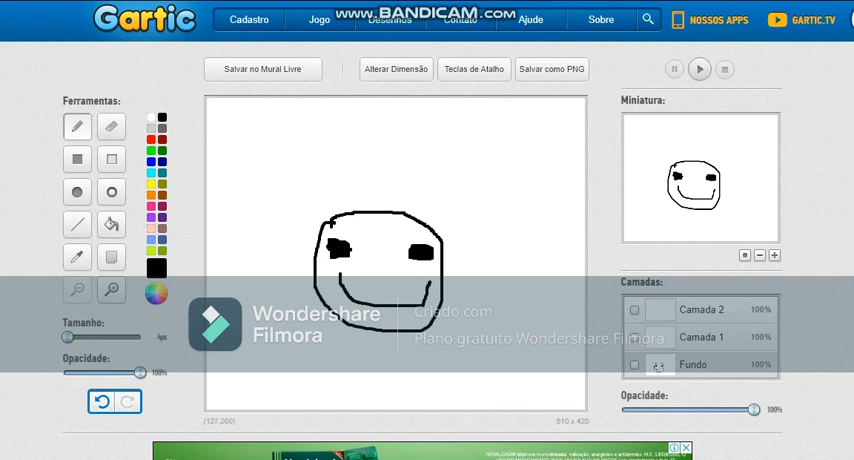 www.BANDICAM.com
Gartic
Cadastro Jogo Desenhos Contato Ajude Sobre
NOSSOS APPS
GARTIC.TV
Salvar no Mural Livre
Alterar Dimensão
Teclas de Atalho
Salvar como PNG
Ferramentas:
Miniatura:
Camadas:
Camada 2 100%
Camada 1 100%
Fundo 100%
Wondershare
Filmora
Criado com
Plano gratuito Wondershare Filmora
Tamanho:
4px
Opacidade:
100%
Opacidade:
100%
(127,200)
510 x 420